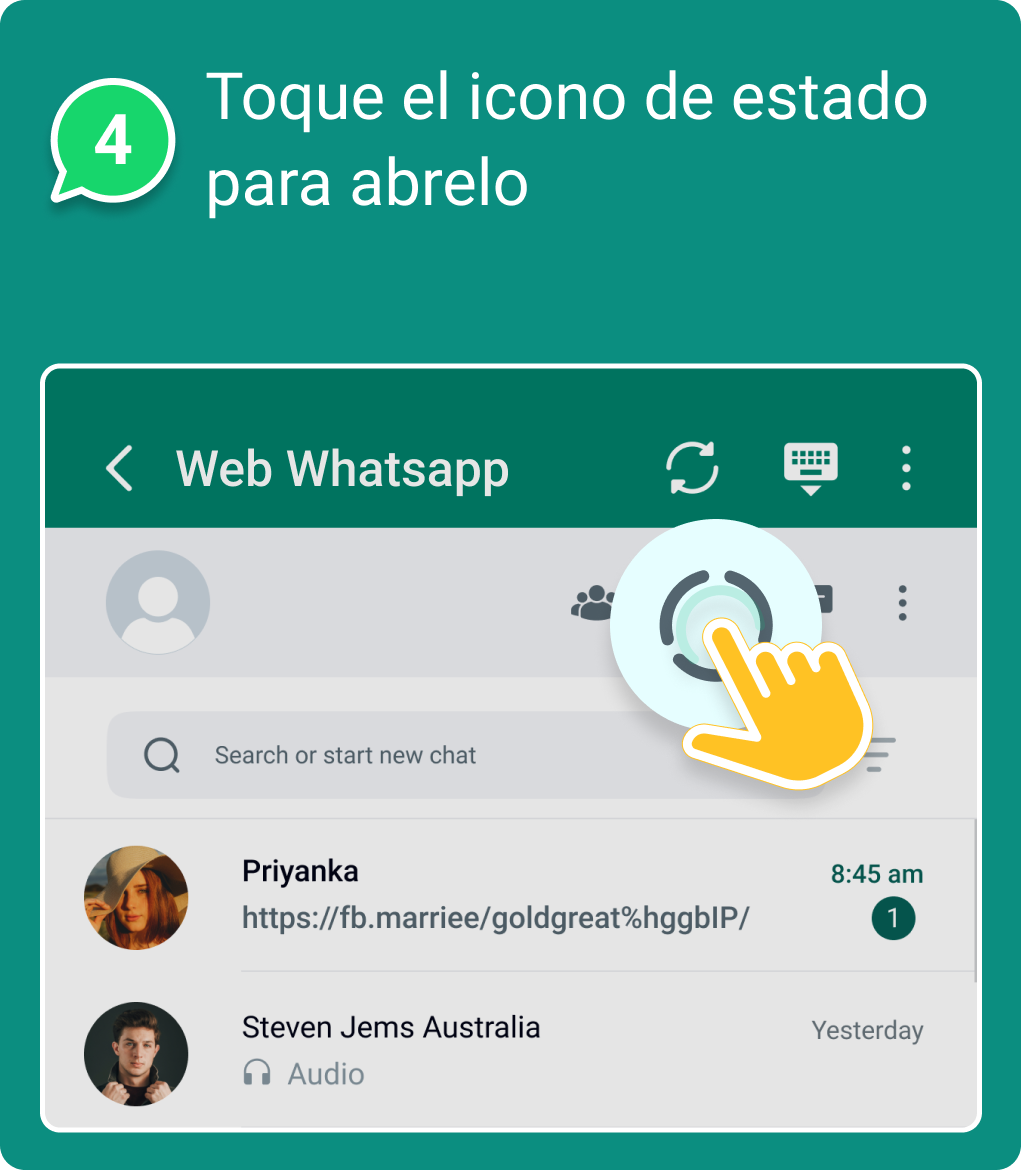 4
Toque el icono de estado
para abrelo
Web Whatsapp
Search or start new chat
Priyanka
8:45 am
https://fb.marriee/goldgreat%hggbIP/
1
Steven Jems Australia
Yesterday
Audio